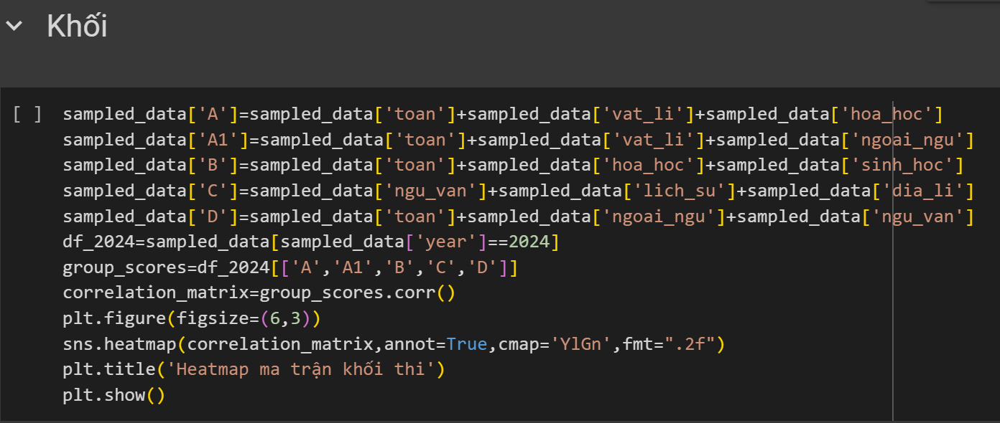 Khối
[ ] sampled_data['A']=sampled_data['toan']+sampled_data['vat_li']+sampled_data['hoa_hoc']
sampled_data['A1']=sampled_data['toan']+sampled_data['vat_li']+sampled_data['ngoai_ngu']
sampled_data['B']=sampled_data['toan']+sampled_data['hoa_hoc']+sampled_data['sinh_hoc']
sampled_data['C']=sampled_data['ngu_van']+sampled_data['lich_su']+sampled_data['dia_li']
sampled_data['D']=sampled_data['toan']+sampled_data['ngoai_ngu']+sampled_data['ngu_van']
df_2024=sampled_data[sampled_data['year']==2024]
group_scores=df_2024[['A','A1','B','C','D']]
correlation_matrix=group_scores.corr()
plt.figure(figsize=(6,3))
sns.heatmap(correlation_matrix,annot=True,cmap='YlGn',fmt=".2f")
plt.title('Heatmap ma trận khối thi')
plt.show()